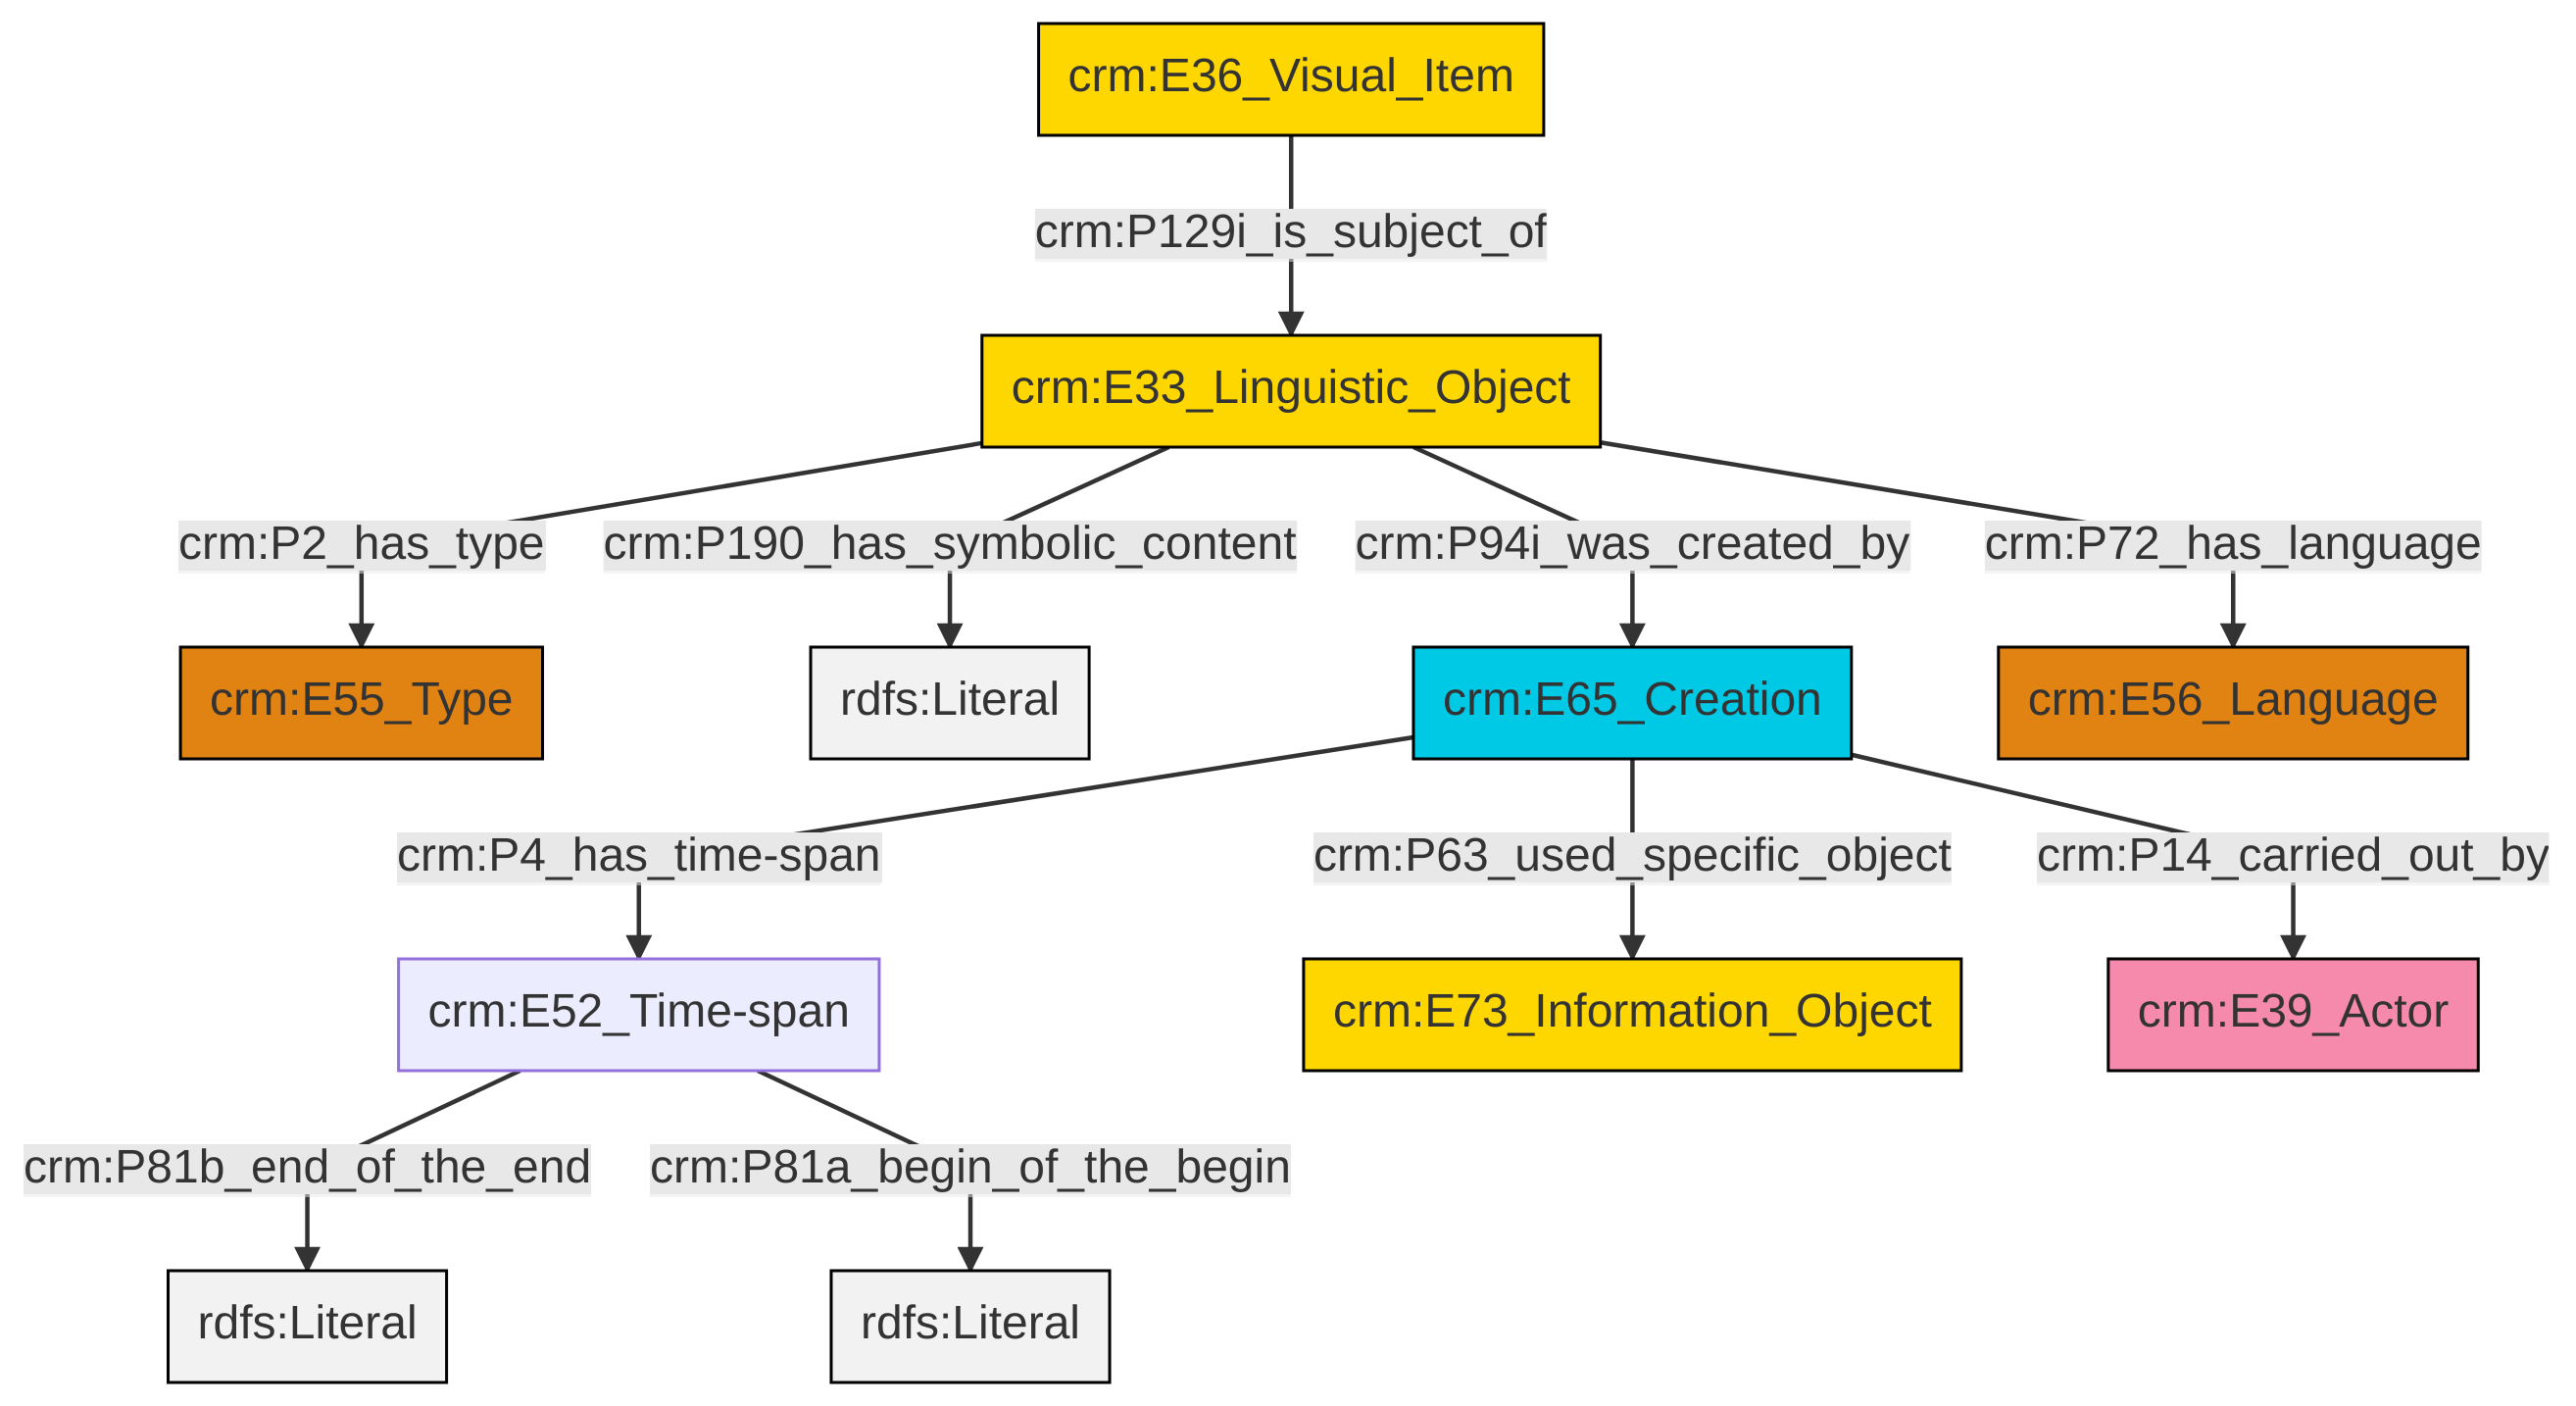 crm:E36_Visual_Item
crm:P129i_is_subject_of
crm:E33_Linguistic_Object
crm:P2_has_type
crm:P190_has_symbolic_content
crm:P94i_was_created_by
crm:P72_has_language
crm:E55_Type
rdfs:Literal
crm:E65_Creation
crm:E56_Language
crm:P4_has_time-span
crm:P63_used_specific_object
crm:P14_carried_out_by
crm:E52_Time-span
crm:E73_Information_Object
crm:E39_Actor
crm:P81b_end_of_the_end
crm:P81a_begin_of_the_begin
rdfs:Literal
rdfs:Literal